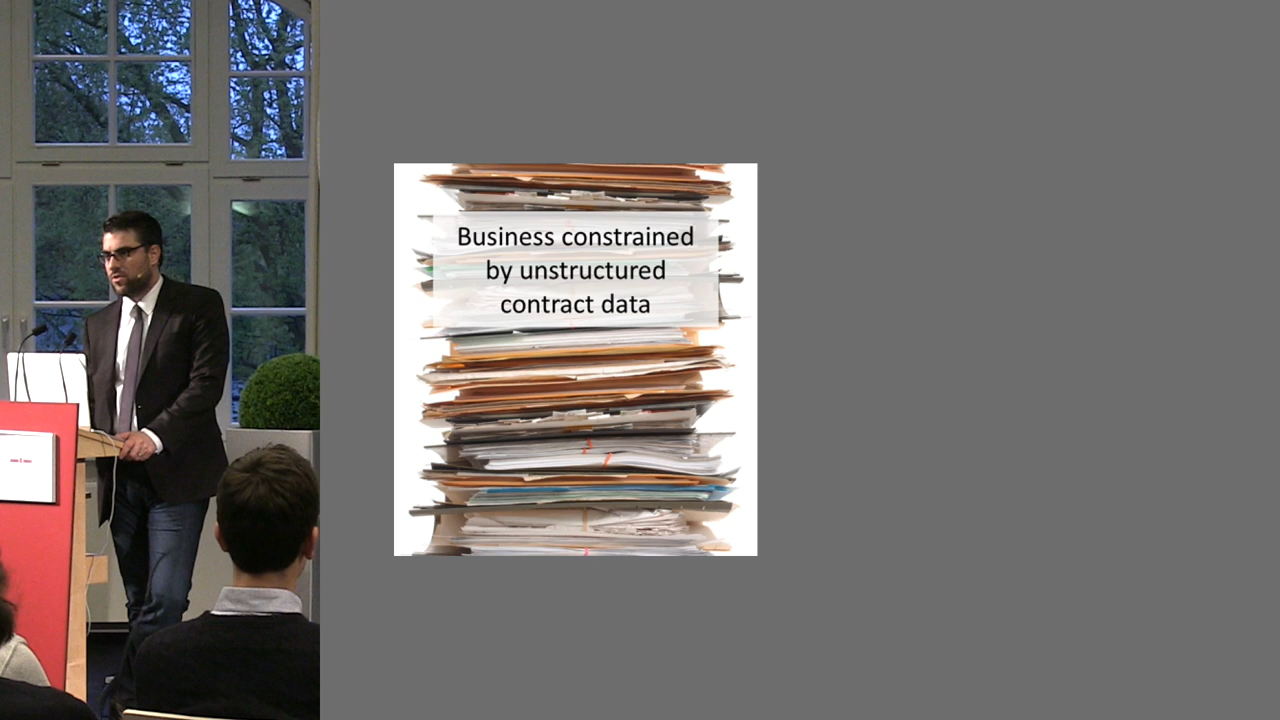 Business constrained
by unstructured
contract data